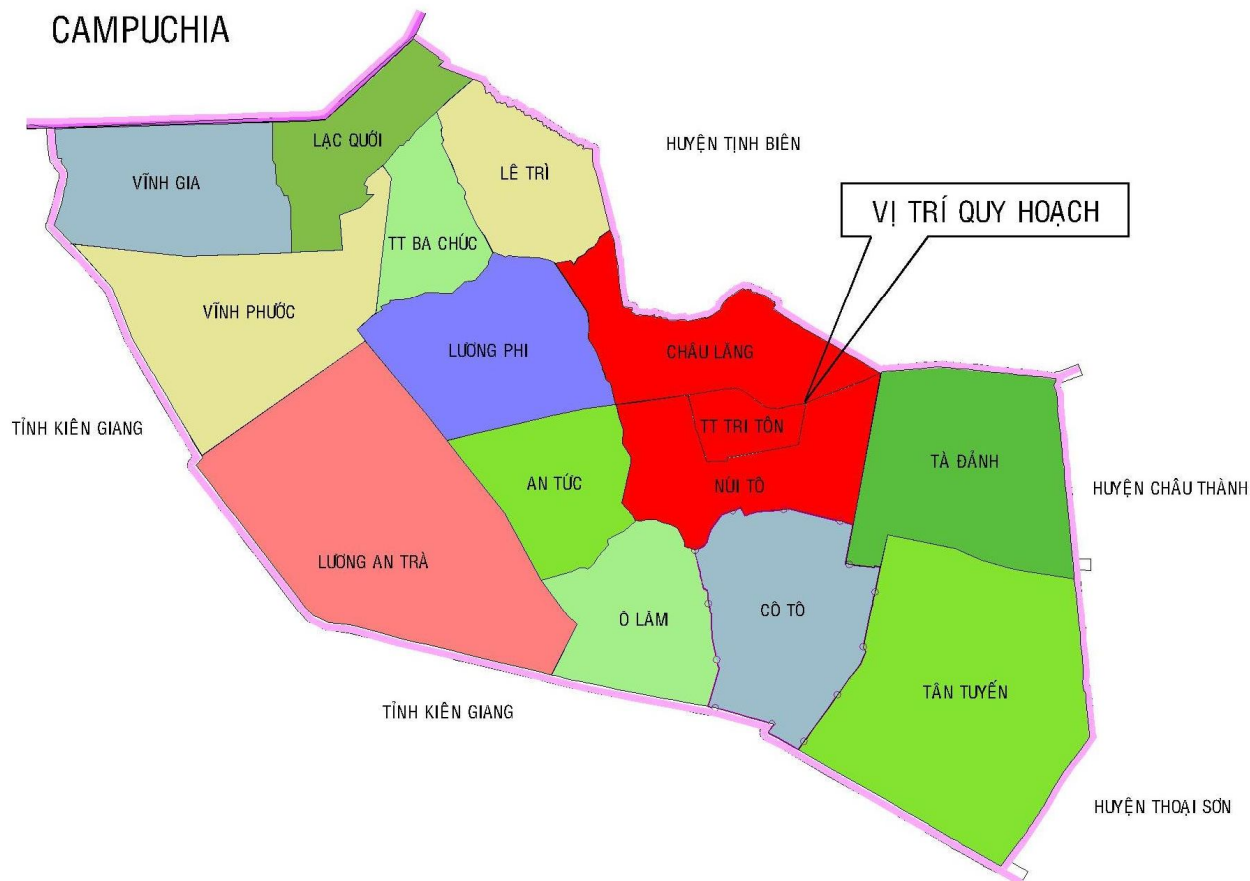 CAMPUCHIA
LẠC QUỚI
HUYỆN TỊNH BIÊN
LÊ TRÌ
VĨNH GIA
VỊ TRÍ QUY HOẠCH
TT BA CHÚC
VĨNH PHƯỚC
LƯƠNG PHI
CHÂU LĂNG
TỈNH KIÊN GIANG
TT TRI TÔN
TÀ ĐẢNH
AN TỨC
NÙI TÔ
HUYỆN CHÂU THÀNH
LƯƠNG AN TRÀ
CÔ TÔ
Ô LÂM
TÂN TUYẾN
TỈNH KIÊN GIANG
HUYỆN THOẠI SƠN